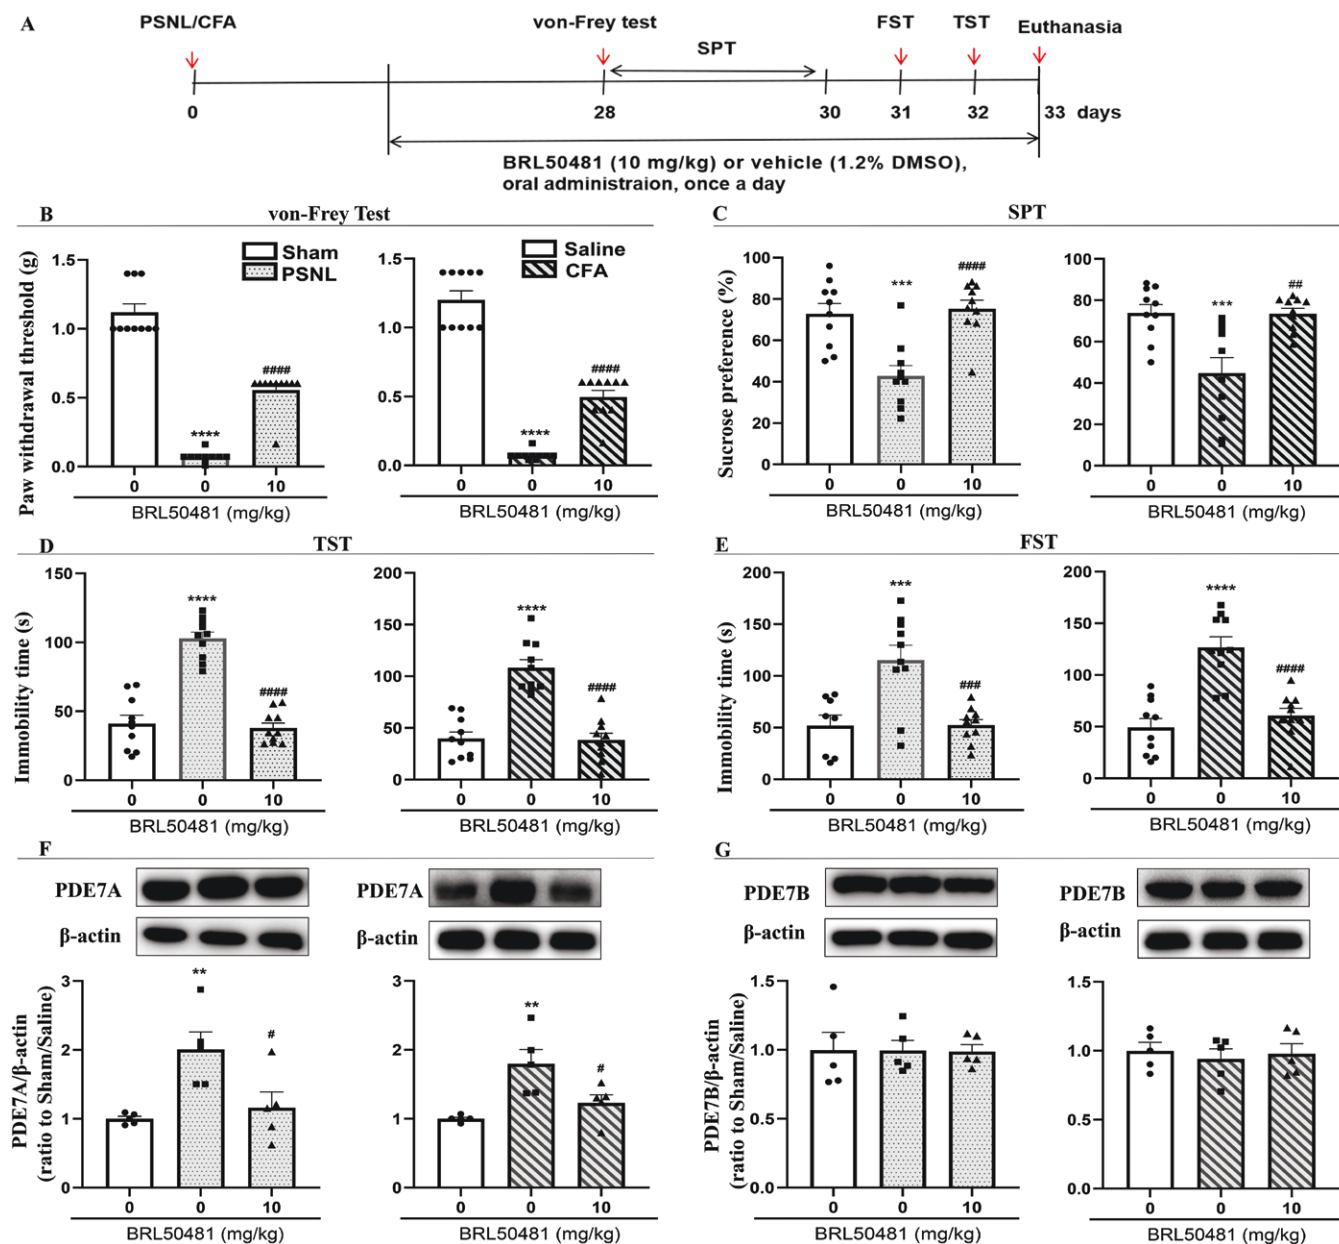 A
PSNL/CFA
von-Frey test
SPT
FST
TST
Euthanasia
0
28
30
31
32
33 days
BRL50481 (10 mg/kg) or vehicle (1.2% DMSO),
oral administraion, once a day
B
von-Frey Test
Paw withdrawal threshold (g)
1.5
1.0
0.5
0.0
Sham
PSNL
****
####
0
0
10
BRL50481 (mg/kg)
1.5
1.0
0.5
0.0
Saline
CFA
****
####
0
0
10
BRL50481 (mg/kg)
C
SPT
Sucrose preference (%)
100
80
60
40
20
0
***
####
0
0
10
BRL50481 (mg/kg)
100
80
60
40
20
0
***
##
0
0
10
BRL50481 (mg/kg)
D
TST
Immobility time (s)
150
100
50
0
****
####
0
0
10
BRL50481 (mg/kg)
200
150
100
50
0
****
####
0
0
10
BRL50481 (mg/kg)
E
FST
Immobility time (s)
200
150
100
50
0
***
###
0
0
10
BRL50481 (mg/kg)
200
150
100
50
0
****
####
0
0
10
BRL50481 (mg/kg)
F
PDE7A
β-actin
PDE7A
β-actin
PDE7A/β-actin
(ratio to Sham/Saline)
3
2
1
0
**
#
0
0
10
BRL50481 (mg/kg)
3
2
1
0
**
#
0
0
10
BRL50481 (mg/kg)
G
PDE7B
β-actin
PDE7B
β-actin
PDE7B/β-actin
(ratio to Sham/Saline)
1.5
1.0
0.5
0.0
0
0
10
BRL50481 (mg/kg)
1.5
1.0
0.5
0.0
0
0
10
BRL50481 (mg/kg)